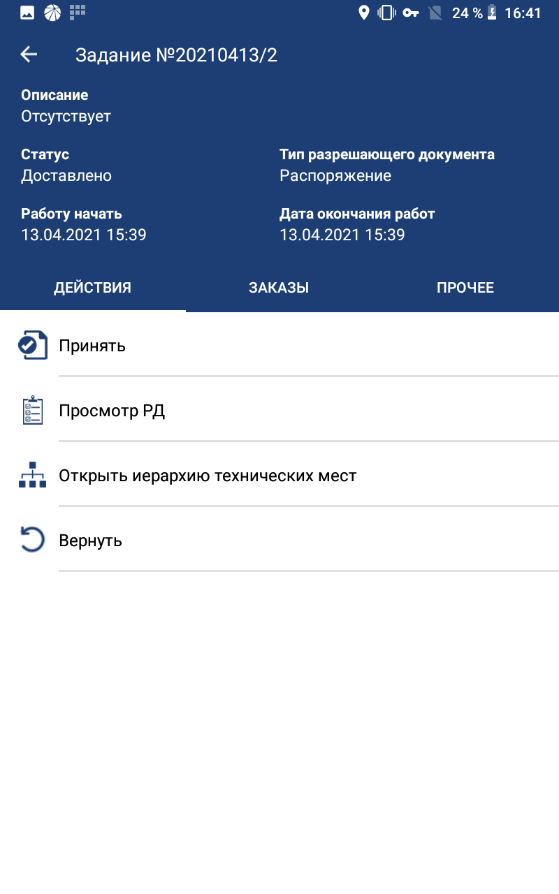 24 % 16:41
Задание №20210413/2
Описание
Отсутствует
Статус
Тип разрешающего документа
Доставлено
Распоряжение
Работу начать
Дата окончания работ
13.04.2021 15:39
13.04.2021 15:39
ДЕЙСТВИЯ
ЗАКАЗЫ
ПРОЧЕЕ
Принять
Просмотр РД
Открыть иерархию технических мест
Вернуть